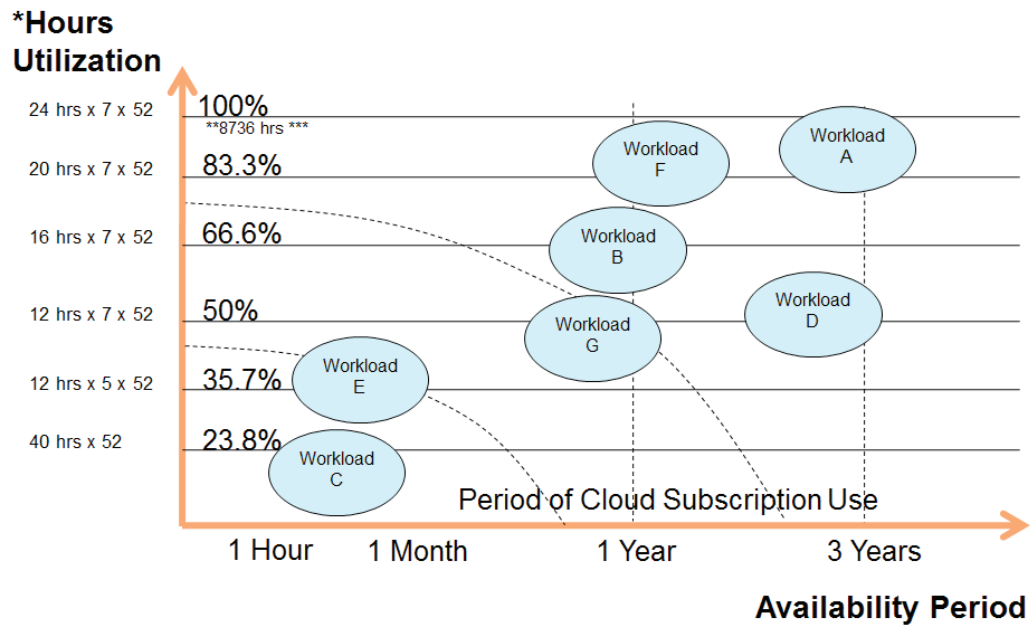 *Hours
Utilization
24 hrs x 7 x 52
100%
**8736 hrs ***
20 hrs x 7 x 52
83.3%
16 hrs x 7 x 52
66.6%
12 hrs x 7 x 52
50%
12 hrs x 5 x 52
35.7%
40 hrs x 52
23.8%
Workload
F
Workload
A
Workload
B
Workload
G
Workload
D
Workload
E
Workload
C
Period of Cloud Subscription Use
1 Hour
1 Month
1 Year
3 Years
Availability Period